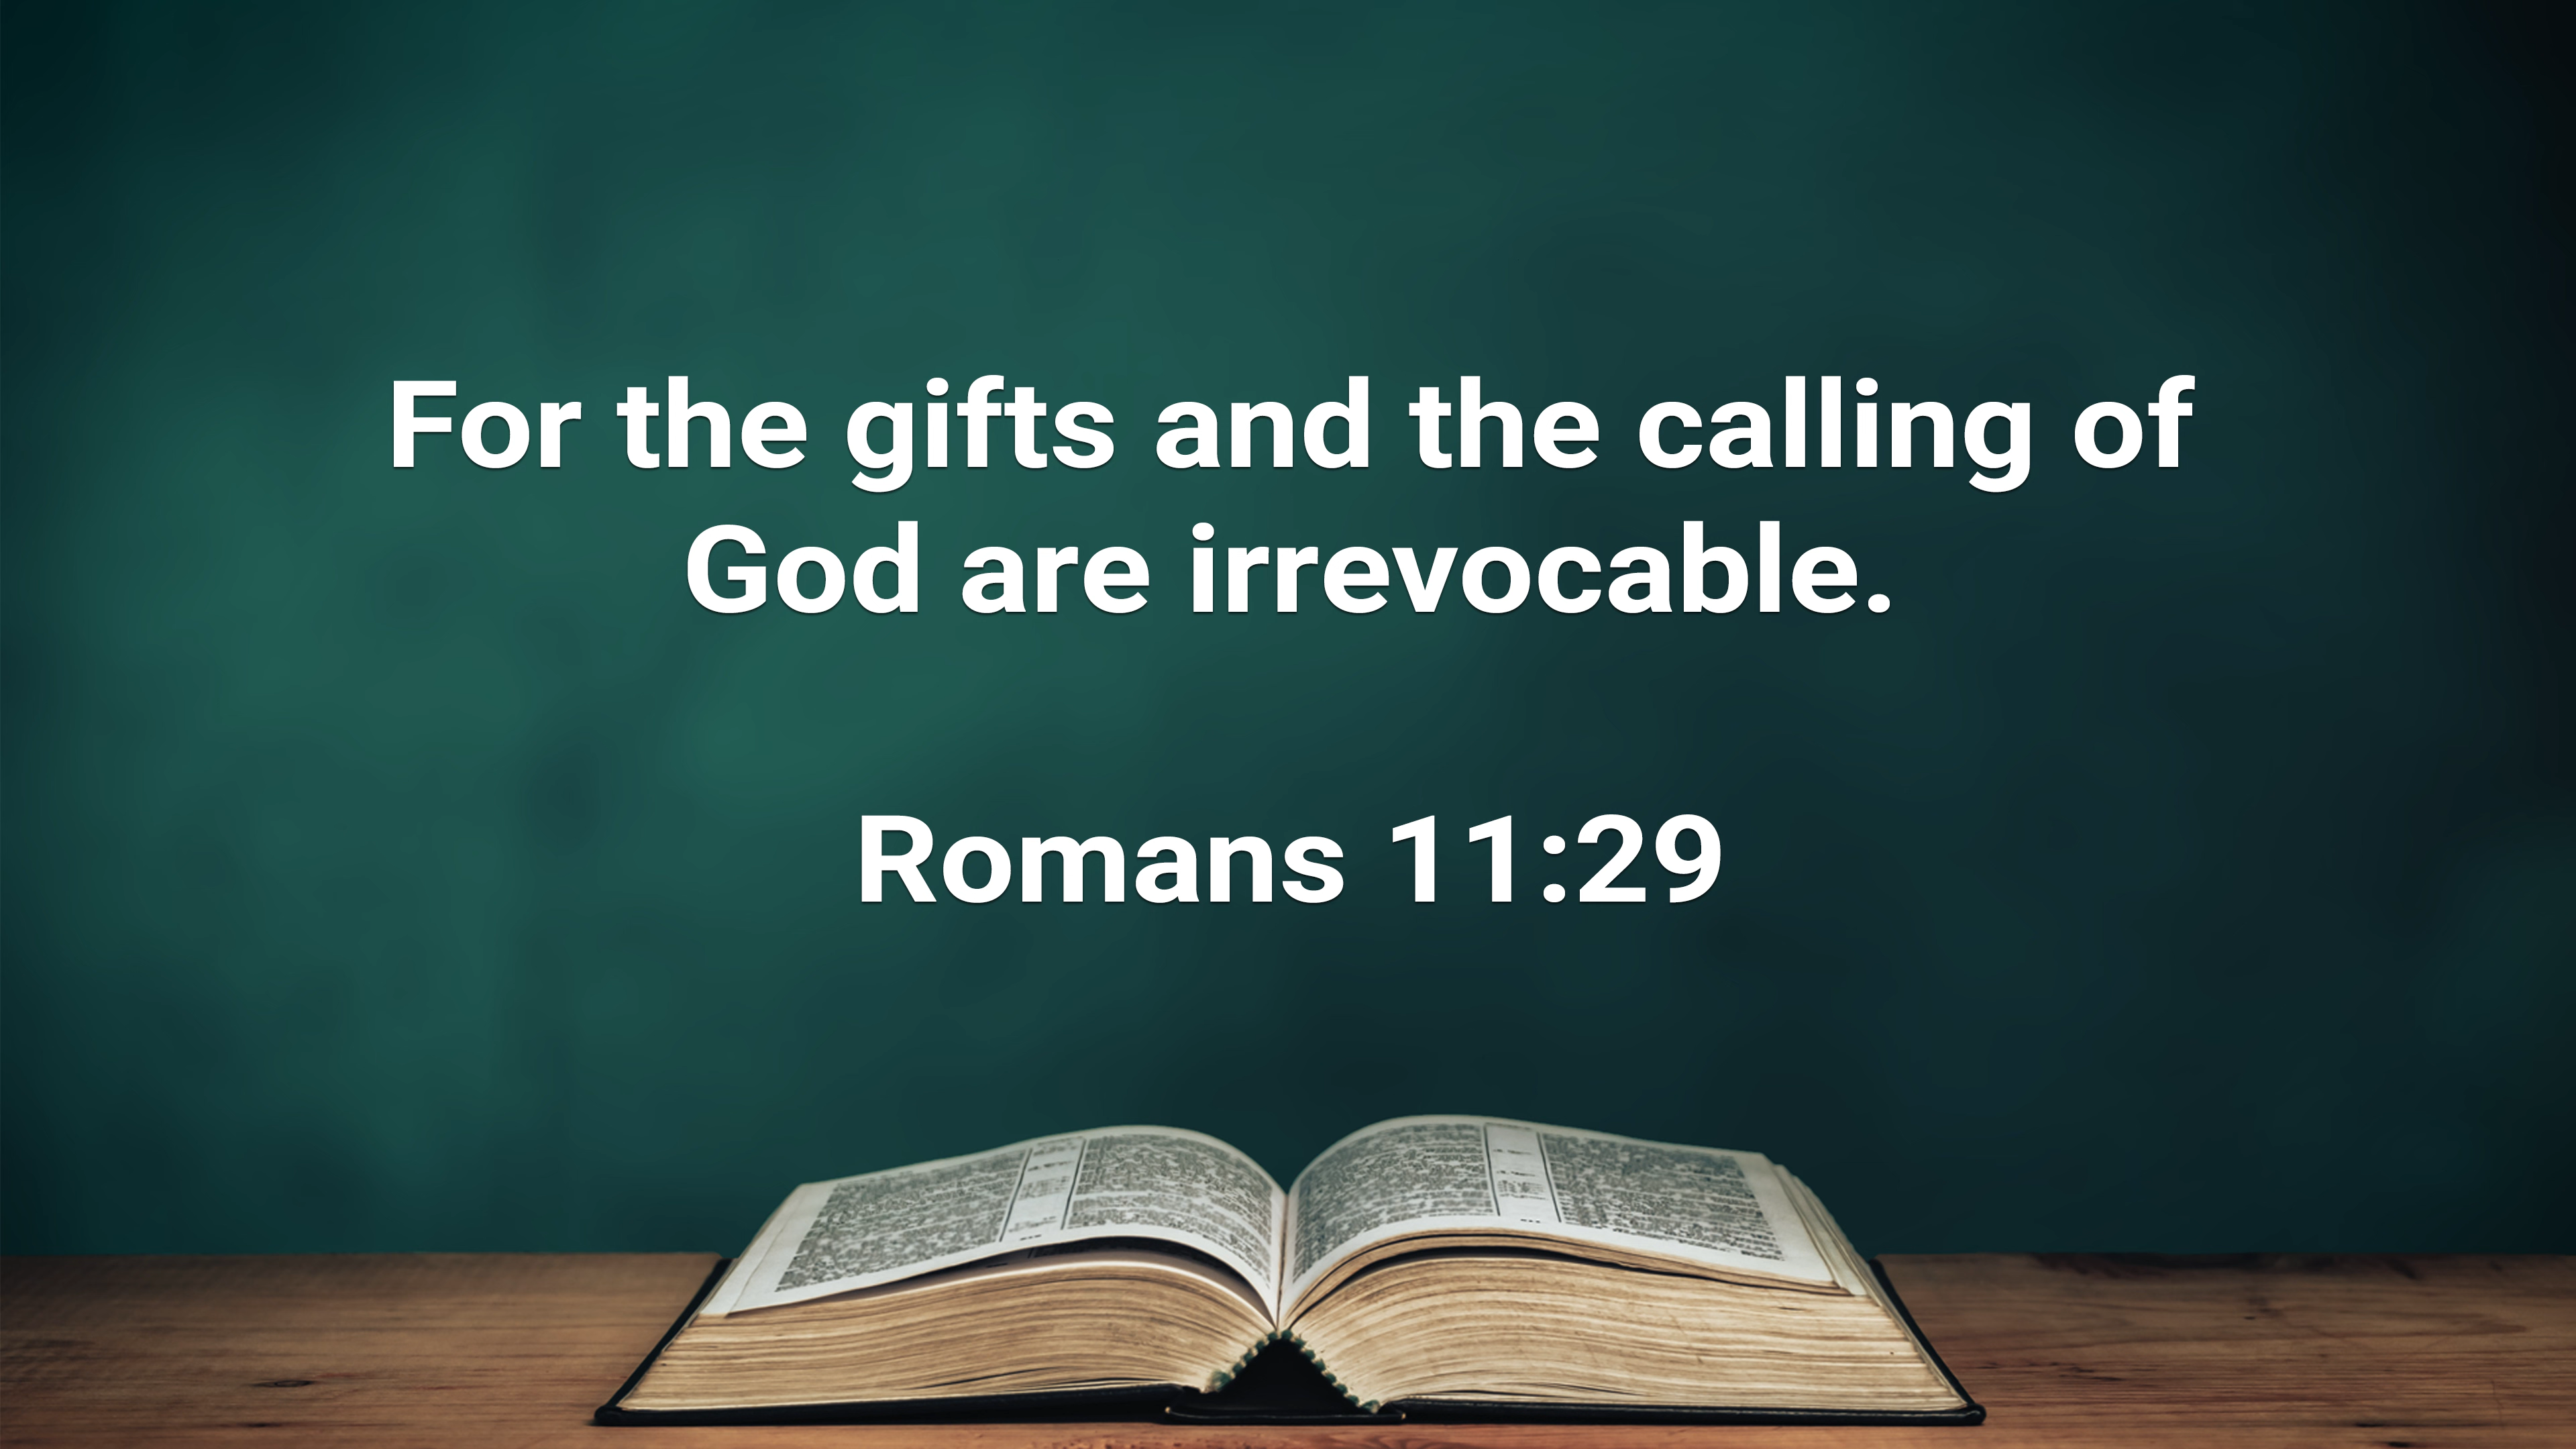 For the gifts and the calling of
God are irrevocable.
Romans 11:29